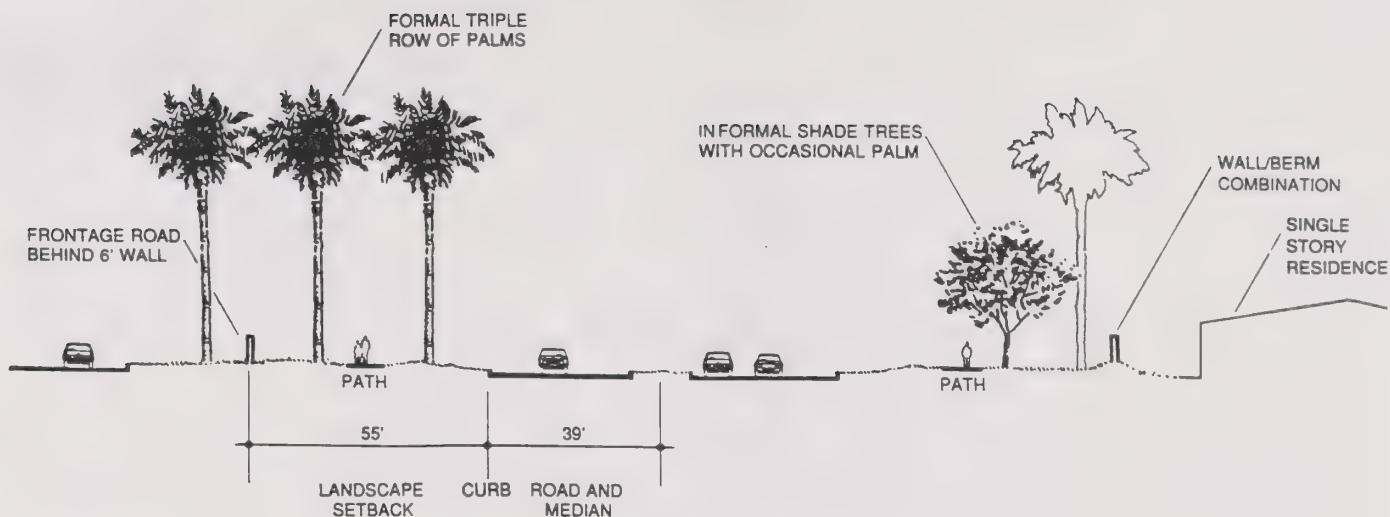 FORMAL TRIPLE
ROW OF PALMS
INFORMAL SHADE TREES
WITH OCCASIONAL PALM
WALL/BERM
COMBINATION
FRONTAGE ROAD
BEHIND 6' WALL
SINGLE
STORY
RESIDENCE
PATH
PATH
55'
39'
LANDSCAPE
SETBACK
CURB
ROAD AND
MEDIAN